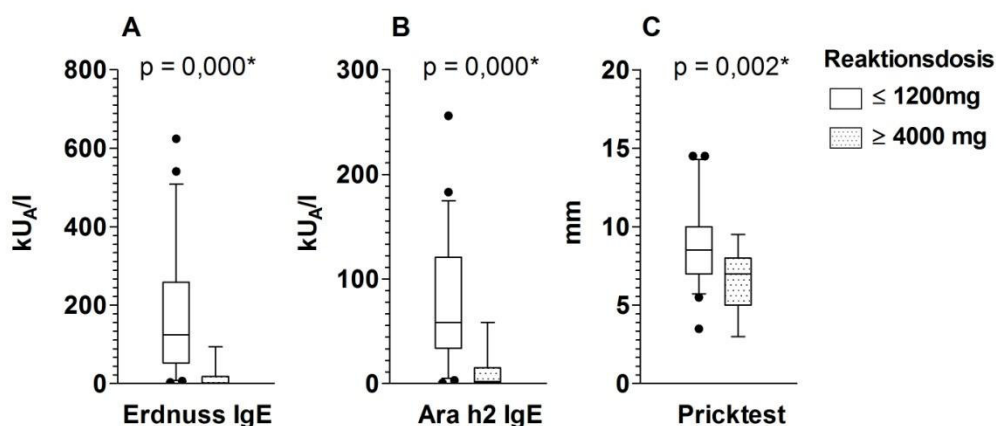 A
p = 0,000*
kU_A/l
800
600
400
200
0
Erdnuss IgE
B
p = 0,000*
kU_A/l
300
200
100
0
Ara h2 IgE
C
p = 0,002*
mm
20
15
10
5
0
Pricktest
Reaktionsdosis
≤ 1200mg
≥ 4000 mg